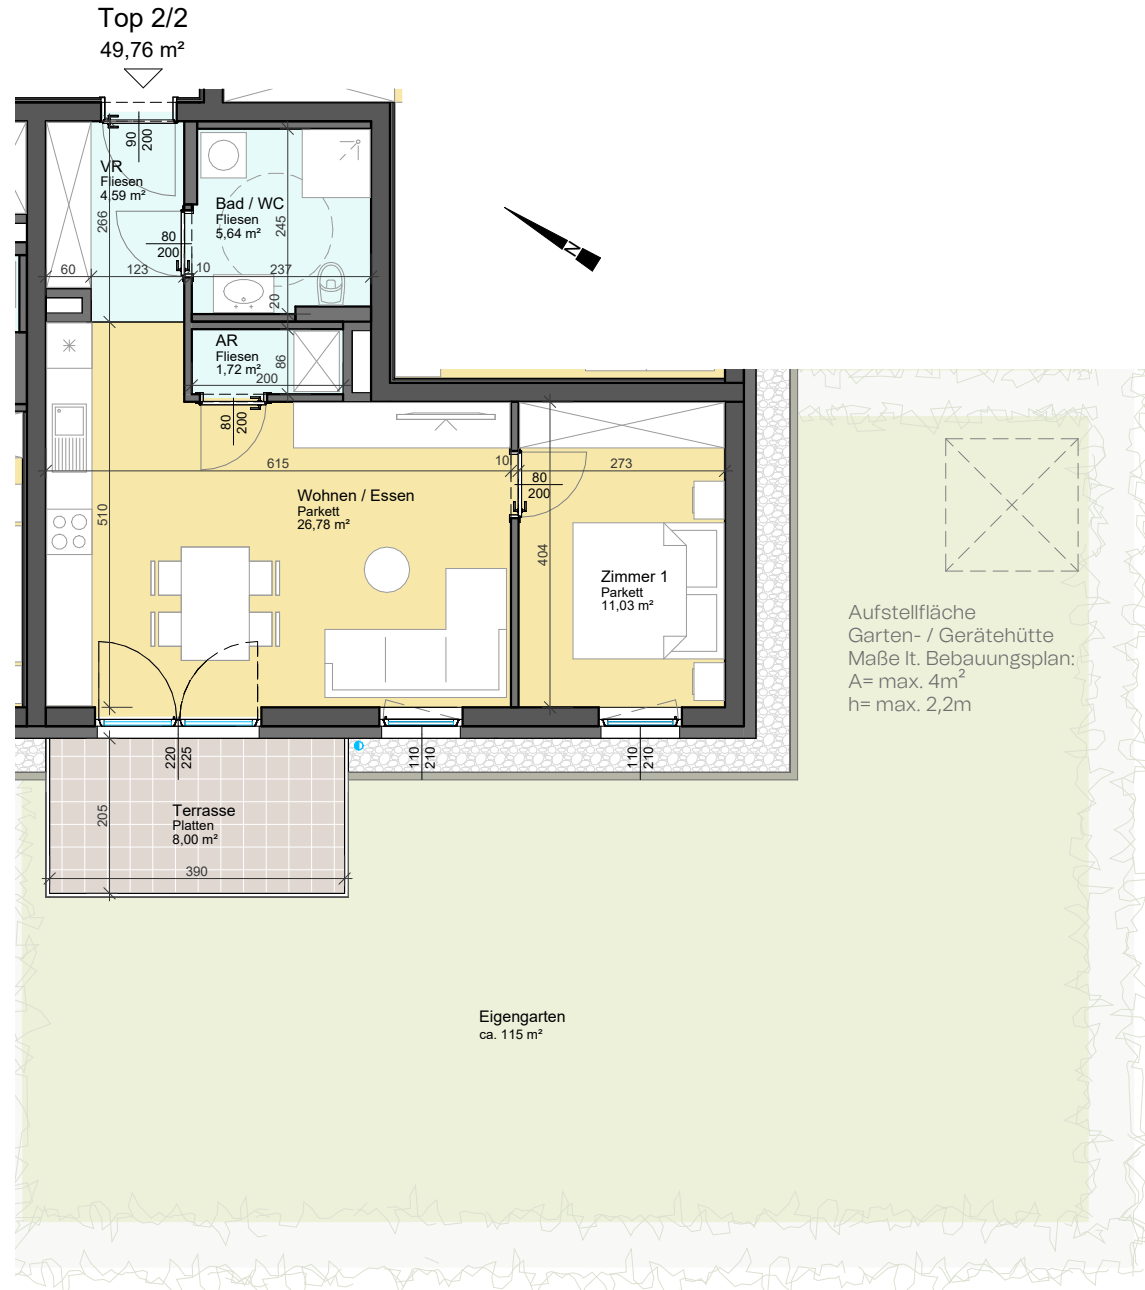 Top 2/2
49,76 m²
90
200
VR
Fliesen
4,59 m²
266
Bad / WC
Fliesen
5,64 m²
245
80
200
60
123
10
237
20
N
AR
Fliesen
1,72 m²
86
200
80
200
615
10
273
80
200
Wohnen / Essen
Parkett
26,78 m²
510
404
Zimmer 1
Parkett
11,03 m²
Aufstellfläche
Garten- / Gerätehütte
Maße lt. Bebauungsplan:
A= max. 4m²
h= max. 2,2m
220
225
110
210
110
210
205
Terrasse
Platten
8,00 m²
390
Eigengarten
ca. 115 m²